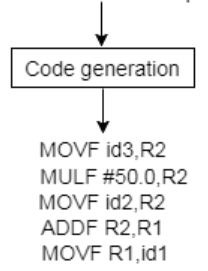 Code generation
MOVF id3,R2
MULF #50.0,R2
MOVF id2,R2
ADDF R2,R1
MOVF R1,id1